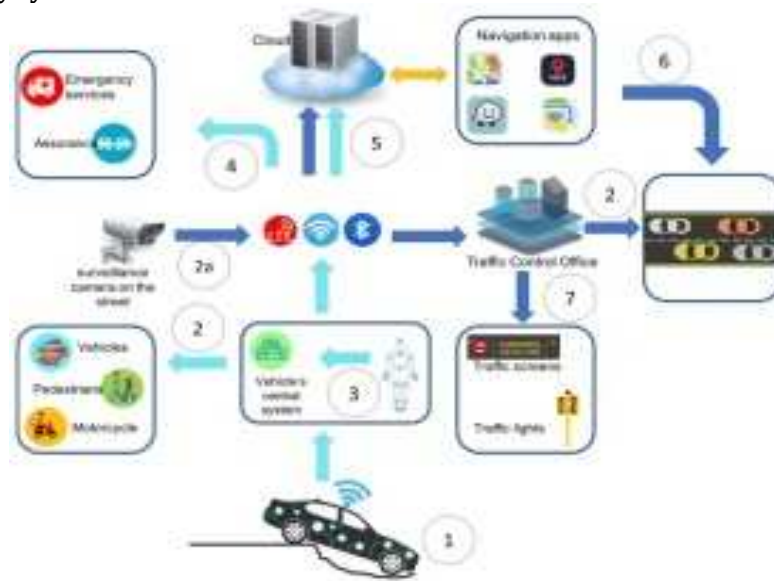 Cloud
Navigation apps
6
Emergency
services
4
5
2
2a
surveillance
camera on the
street
Traffic Control Office
7
2
Vehicles
Pedestrians
Motorcycle
Vehicle's
central
system
3
Traffic screens
Traffic lights
1